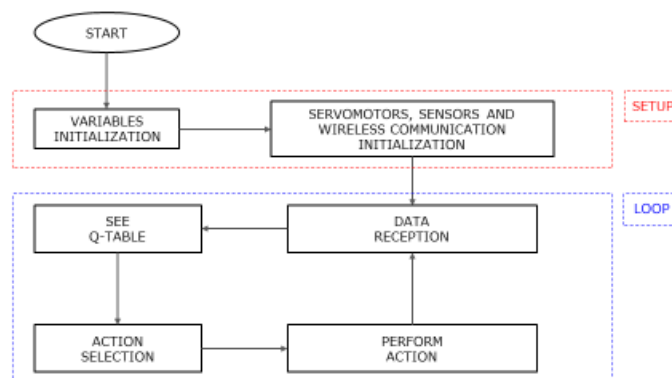 START
VARIABLES
INITIALIZATION
SERVOMOTORS, SENSORS AND
WIRELESS COMMUNICATION
INITIALIZATION
SETUP
SEE
Q-TABLE
DATA
RECEPTION
LOOP
ACTION
SELECTION
PERFORM
ACTION